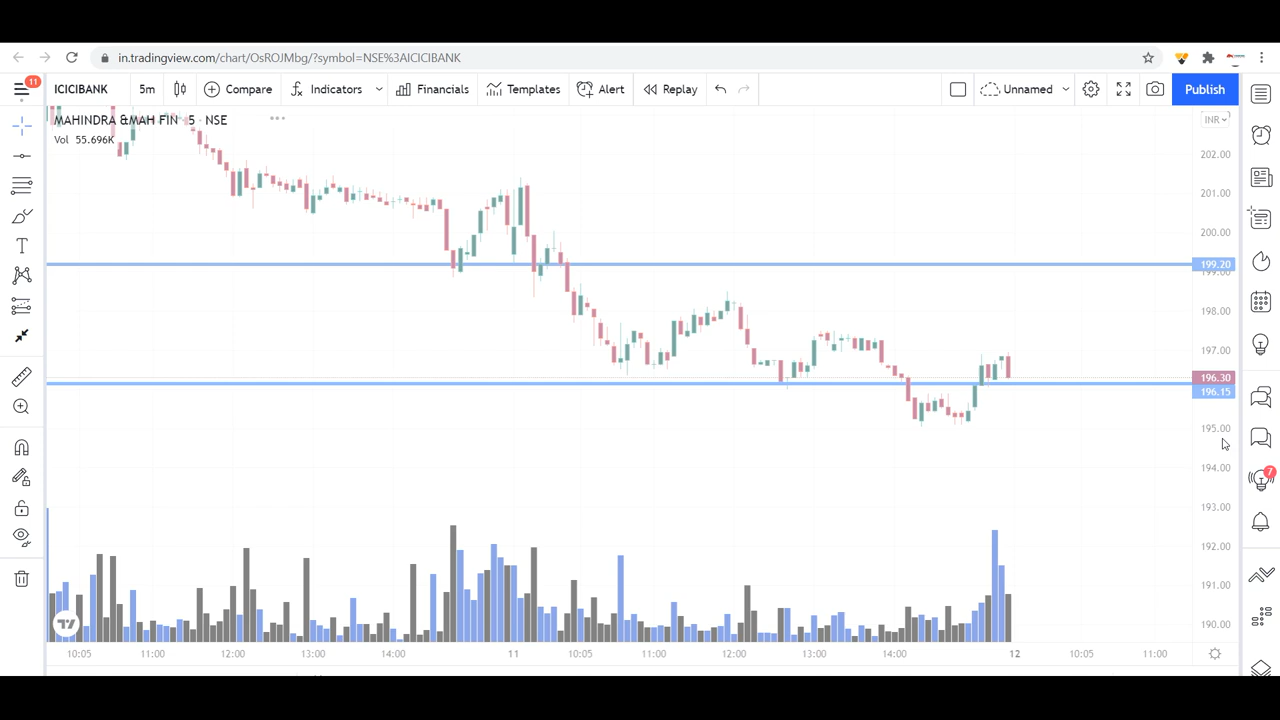 in.tradingview.com/chart/OsROJMbg/?symbol=NSE%3AICICIBANK
11
ICICIBANK 5m Compare Indicators Financials Templates Alert Replay Unnamed Publish
MAHINDRA &MAH FIN · 5 · NSE
INR
Vol 55.696K
202.00
201.00
200.00
199.20
199.00
198.00
197.00
196.30
196.15
195.00
194.00
7
193.00
192.00
191.00
190.00
10:05 11:00 12:00 13:00 14:00 11 10:05 11:00 12:00 13:00 14:00 12 10:05 11:00